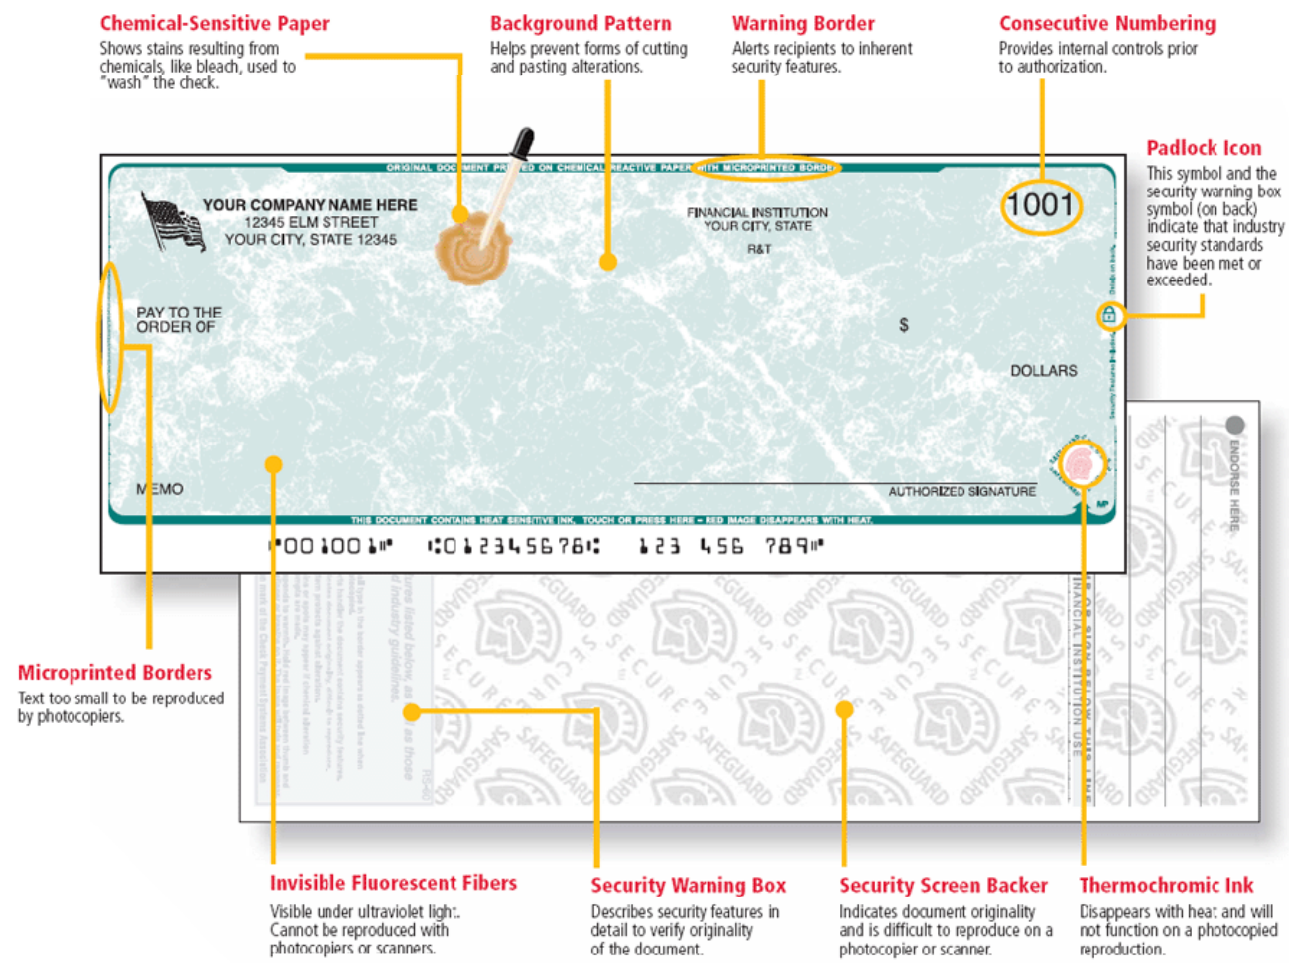 Chemical-Sensitive Paper
Shows stains resulting from
chemicals, like bleach, used to
"wash" the check.
Background Pattern
Helps prevent forms of cutting
and pasting alterations.
Warning Border
Alerts recipients to inherent
security features.
Consecutive Numbering
Provides internal controls prior
to authorization.
Padlock Icon
This symbol and the
security warning box
symbol (on back)
indicate that industry
security standards
have been met or
exceeded.
ORIGINAL DOCUMENT PRINTED ON CHEMICAL REACTIVE PAPER WITH MICROPRINTED BORDER
YOUR COMPANY NAME HERE
12345 ELM STREET
YOUR CITY, STATE 12345
FINANCIAL INSTITUTION
YOUR CITY, STATE
R&T
1001
PAY TO THE
ORDER OF
$
DOLLARS
MEMO
AUTHORIZED SIGNATURE
MP
THIS DOCUMENT CONTAINS HEAT SENSITIVE INK. TOUCH OR PRESS HERE – RED IMAGE DISAPPEARS WITH HEAT.
⑈001001⑈ ⑆012345678⑆ 123 456 789⑈
ENDORSE HERE
FINANCIAL INSTITUTION USE
SAFEGUARD
SECURE
Microprinted Borders
Text too small to be reproduced
by photocopiers.
Invisible Fluorescent Fibers
Visible under ultraviolet light.
Cannot be reproduced with
photocopiers or scanners.
Security Warning Box
Describes security features in
detail to verify originality
of the document.
Security Screen Backer
Indicates document originality
and is difficult to reproduce on a
photocopier or scanner.
Thermochromic Ink
Disappears with heat and will
not function on a photocopied
reproduction.